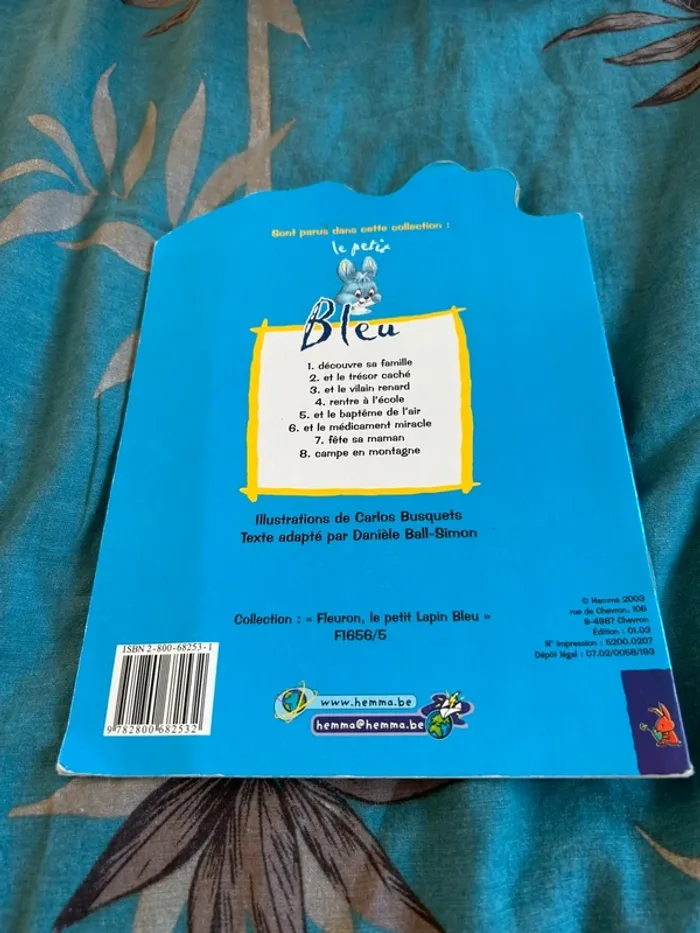 Sont parus dans cette collection :
le petit
Bleu
1. découvre sa famille
2. et le trésor caché
3. et le vilain renard
4. rentre à l'école
5. et le baptême de l'air
6. et le médicament miracle
7. fête sa maman
8. campe en montagne
Illustrations de Carlos Busquets
Texte adapté par Danièle Ball-Simon
Collection : « Fleuron, le petit Lapin Bleu »
F1656/5
© Hemma 2003
rue de Chevron, 106
B-4987 Chevron
Édition : 01.03
N° impression : 5200.0207
Dépôt légal : 07.02/0058/193
ISBN 2-800-68253-1
9 782800 682532
www.hemma.be
hemma@hemma.be